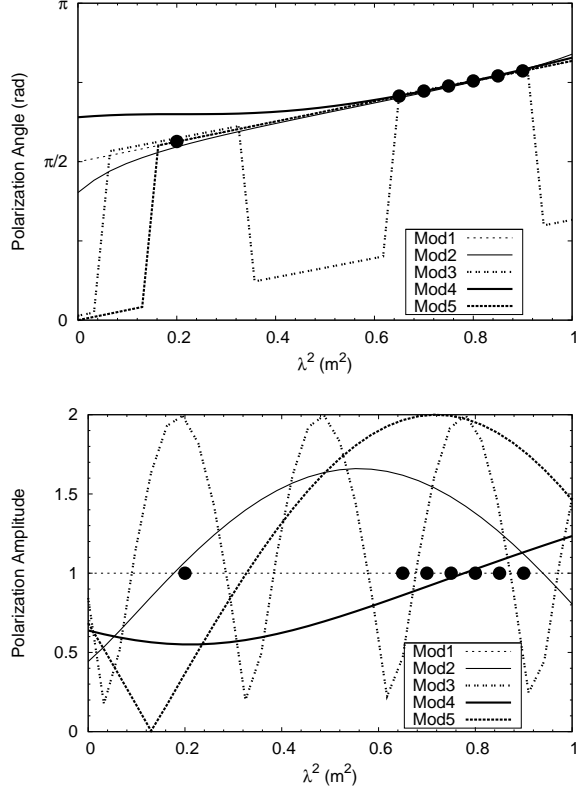 π
Polarization Angle (rad)
π/2
Mod1
Mod2
Mod3
Mod4
Mod5
0
0 0.2 0.4 0.6 0.8 1
λ² (m²)
2
1.5
Polarization Amplitude
1
0.5
Mod1
Mod2
Mod3
Mod4
Mod5
0
0 0.2 0.4 0.6 0.8 1
λ² (m²)